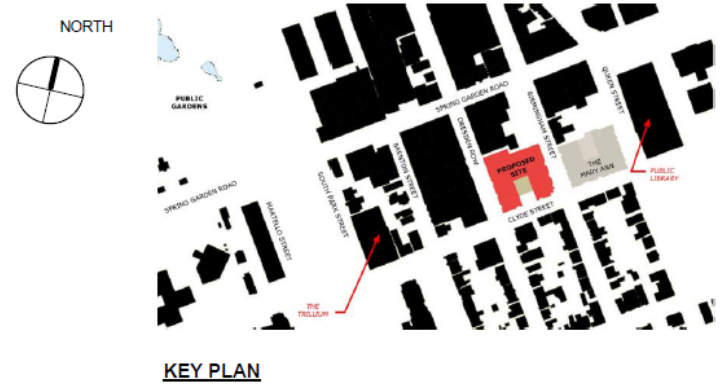 NORTH
PUBLIC
GARDENS
SPRING GARDEN ROAD
QUEEN STREET
BIRMINGHAM STREET
DRESDEN ROW
BRENTON STREET
PROPOSED
SITE
THE
MARY ANN
PUBLIC
LIBRARY
SOUTH PARK STREET
SPRING GARDEN ROAD
MARTELLO STREET
CLYDE STREET
THE
TRILLIUM
KEY PLAN